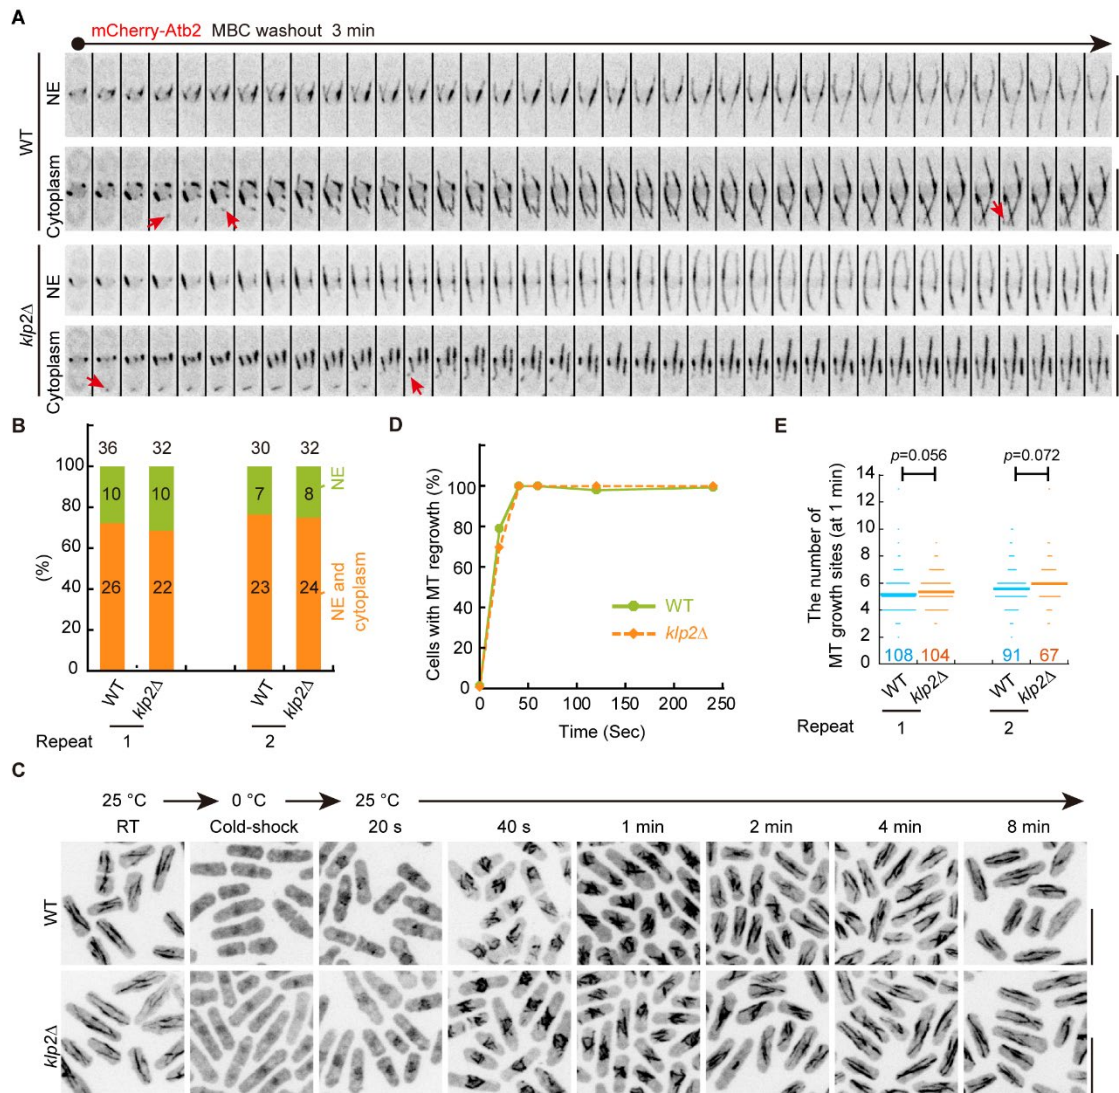 A
mCherry-Atb2 MBC washout 3 min
WT
NE
Cytoplasm
klp2Δ
NE
Cytoplasm
B
36 32 30 32
100
80
60
40
20
0
(%)
10 10 7 8
26 22 23 24
NE
NE and
cytoplasm
WT klp2Δ WT klp2Δ
Repeat 1 2
D
Cells with MT regrowth (%)
100
80
60
40
20
0
WT
klp2Δ
0 50 100 150 200 250
Time (Sec)
E
p=0.056 p=0.072
The number of
MT growth sites (at 1 min)
14
12
10
8
6
4
2
0
108 104 91 67
WT klp2Δ WT klp2Δ
Repeat 1 2
C
25 °C 0 °C 25 °C
RT Cold-shock 20 s 40 s 1 min 2 min 4 min 8 min
WT
klp2Δ